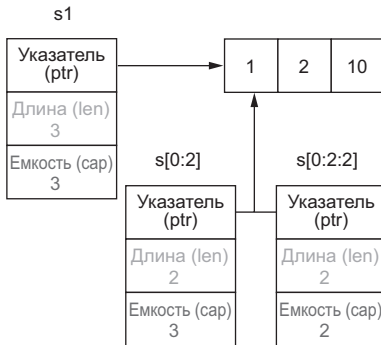 s1
Указатель
(ptr)
Длина (len)
3
Емкость (cap)
3
1
2
10
s[0:2]
Указатель
(ptr)
Длина (len)
2
Емкость (cap)
3
s[0:2:2]
Указатель
(ptr)
Длина (len)
2
Емкость (cap)
2